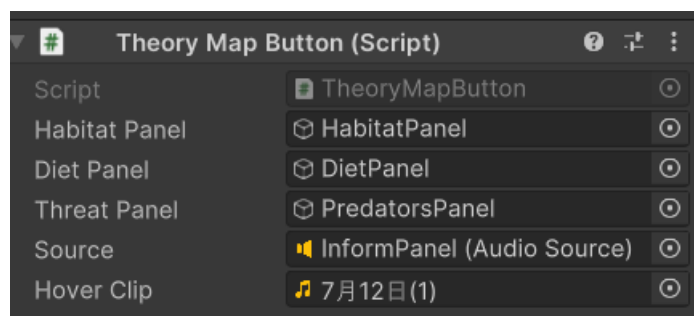 Theory Map Button (Script)
Script TheoryMapButton
Habitat Panel HabitatPanel
Diet Panel DietPanel
Threat Panel PredatorsPanel
Source InformPanel (Audio Source)
Hover Clip 7月12日(1)